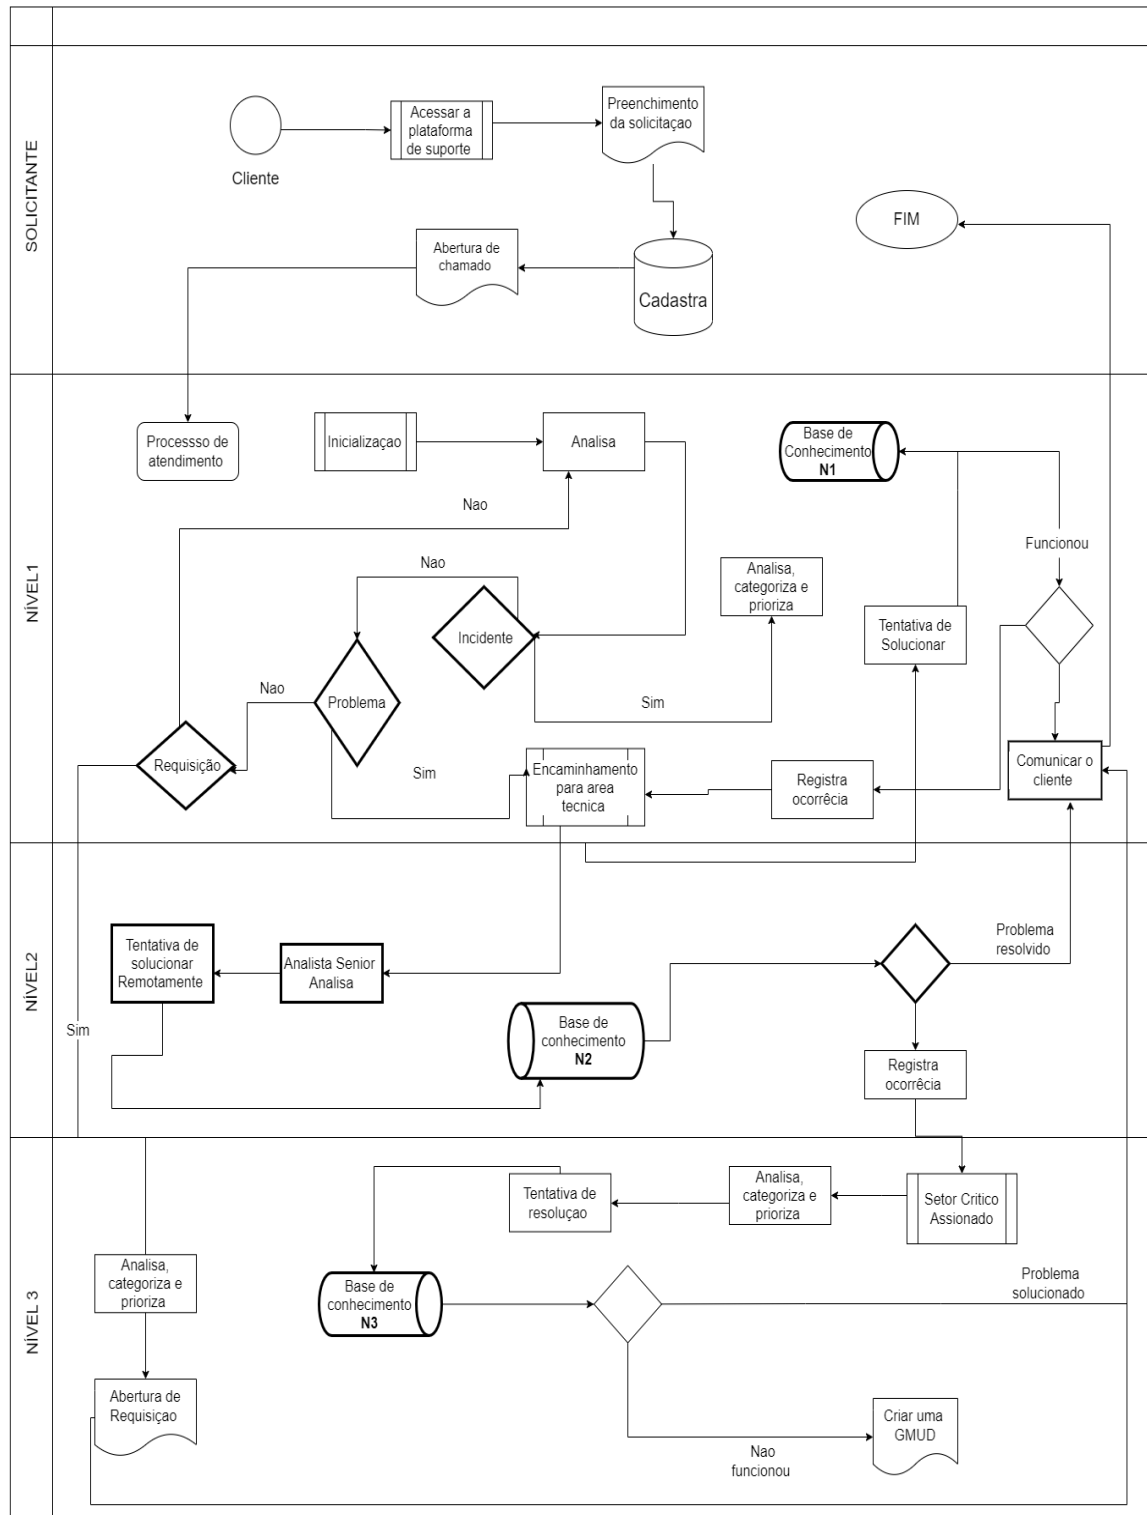 SOLICITANTE
Cliente
Acessar a
plataforma
de suporte
Preenchimento
da solicitaçao
FIM
Abertura de
chamado
Cadastra
NÍVEL1
Processso de
atendimento
Inicializaçao
Analisa
Base de
Conhecimento
N1
Nao
Funcionou
Nao
Analisa,
categoriza e
prioriza
Incidente
Tentativa de
Solucionar
Nao
Problema
Sim
Requisição
Sim
Encaminhamento
para area
tecnica
Registra
ocorrêcia
Comunicar o
cliente
NÍVEL2
Tentativa de
solucionar
Remotamente
Analista Senior
Analisa
Problema
resolvido
Sim
Base de
conhecimento
N2
Registra
ocorrêcia
NÍVEL 3
Tentativa de
resoluçao
Analisa,
categoriza e
prioriza
Setor Critico
Assionado
Analisa,
categoriza e
prioriza
Base de
conhecimento
N3
Problema
solucionado
Abertura de
Requisiçao
Criar uma
GMUD
Nao
funcionou